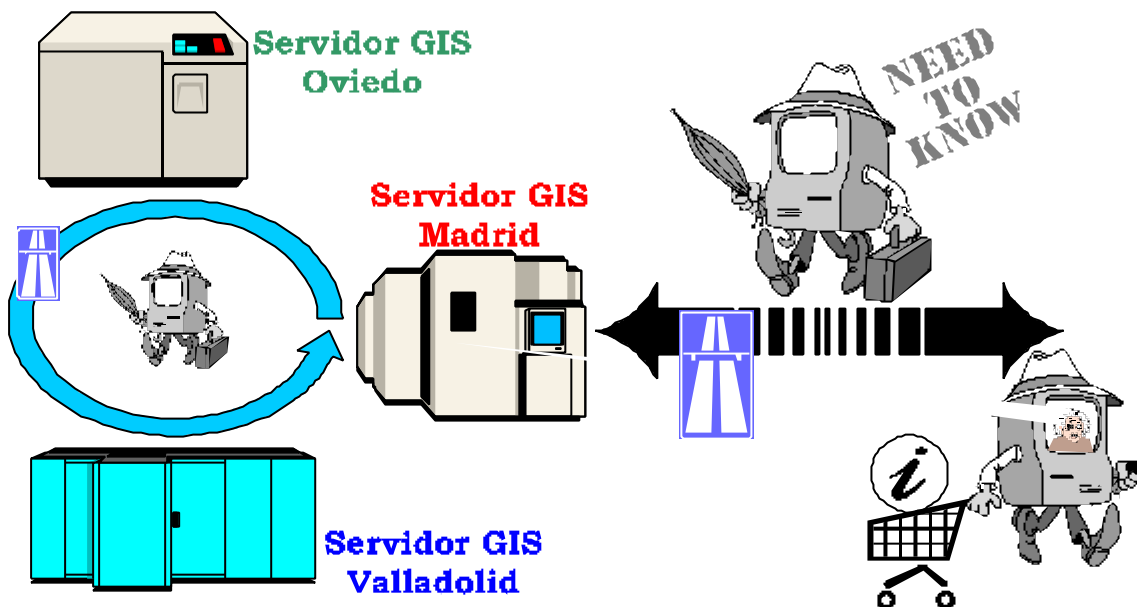 Servidor GIS
Oviedo
NEED
TO
KNOW
Servidor GIS
Madrid
i
Servidor GIS
Valladolid